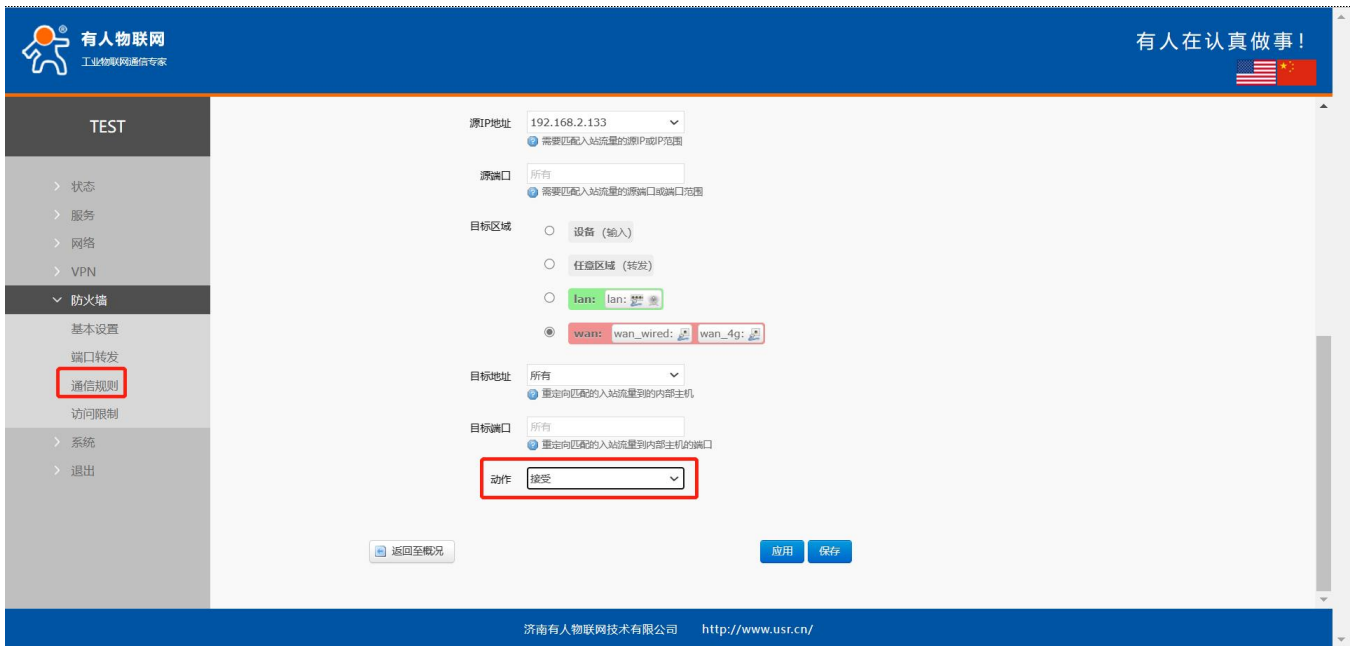 有人物联网
工业物联网通信专家
有人在认真做事！
TEST
状态
服务
网络
VPN
防火墙
基本设置
端口转发
通信规则
访问限制
系统
退出
源IP地址 192.168.2.133
需要匹配入站流量的源IP或IP范围
源端口 所有
需要匹配入站流量的源端口或端口范围
目标区域 设备 (输入)
任意区域 (转发)
lan: lan:
wan: wan_wired: wan_4g:
目标地址 所有
重定向匹配的入站流量到的内部主机
目标端口 所有
重定向匹配的入站流量到内部主机的端口
动作 接受
返回至概况 应用 保存
济南有人物联网技术有限公司 http://www.usr.cn/